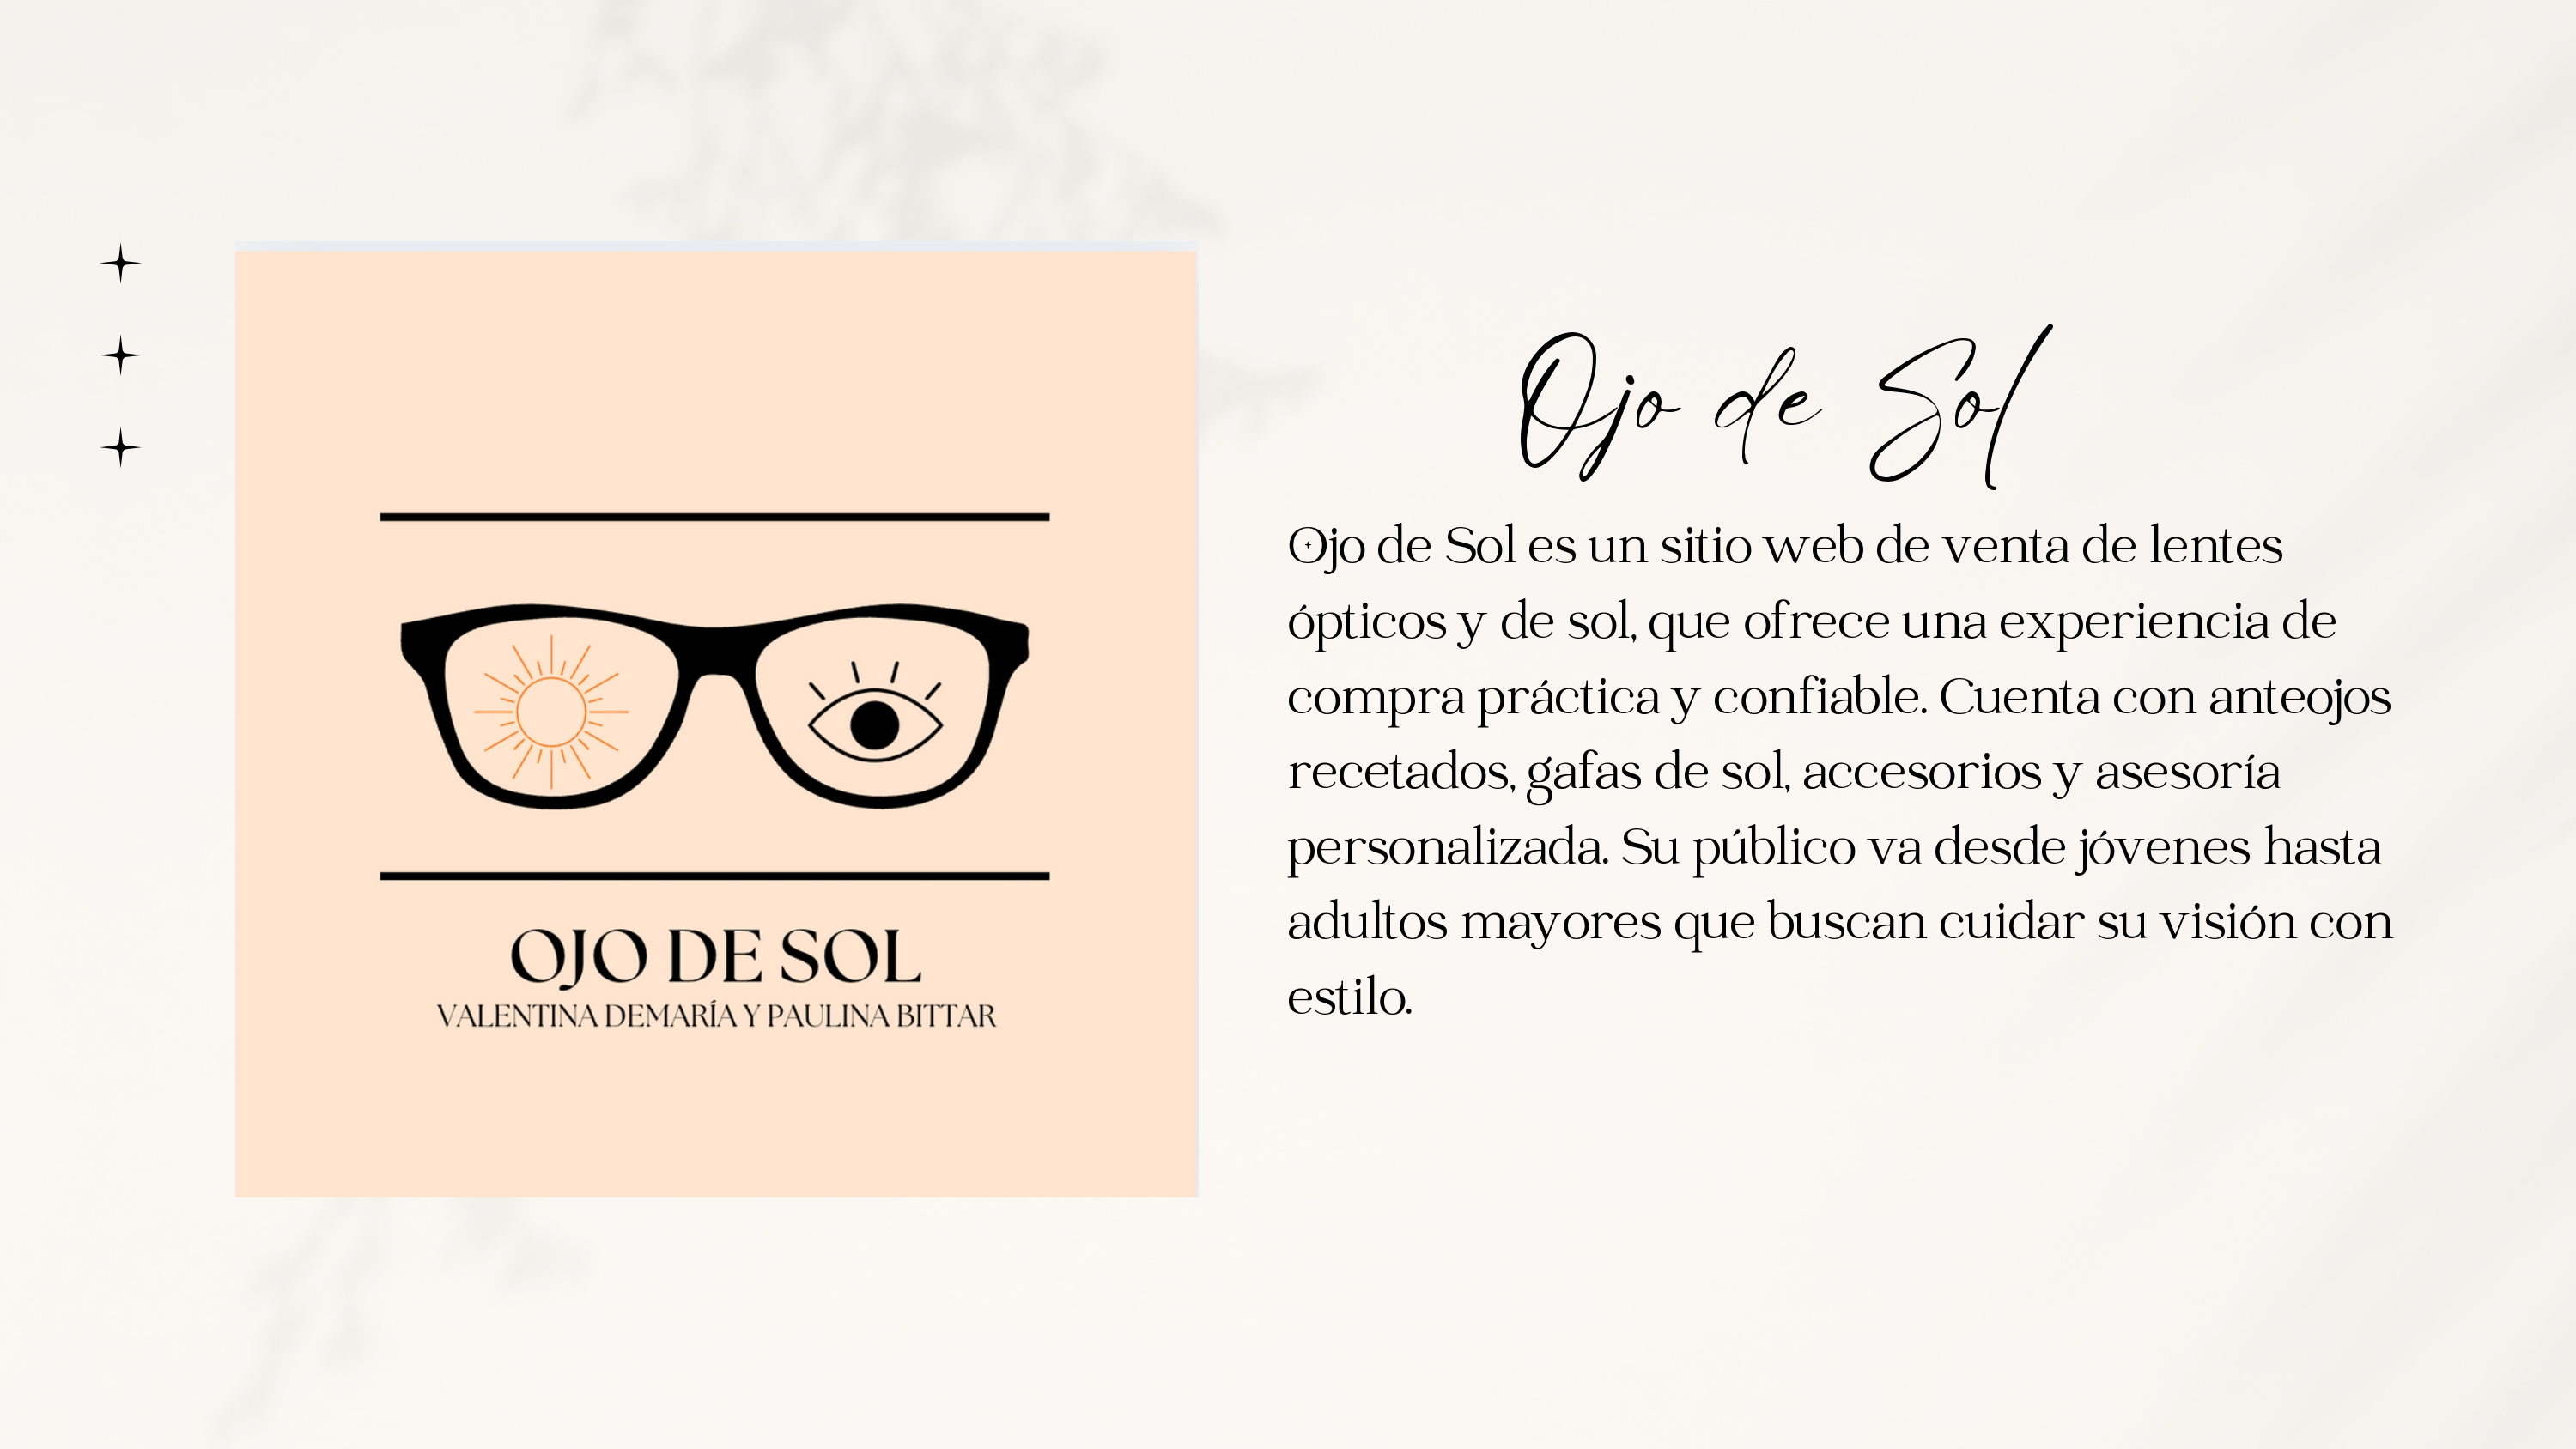 OJO DE SOL
VALENTINA DEMARÍA Y PAULINA BITTAR
Ojo de Sol
Ojo de Sol es un sitio web de venta de lentes
ópticos y de sol, que ofrece una experiencia de
compra práctica y confiable. Cuenta con anteojos
recetados, gafas de sol, accesorios y asesoría
personalizada. Su público va desde jóvenes hasta
adultos mayores que buscan cuidar su visión con
estilo.